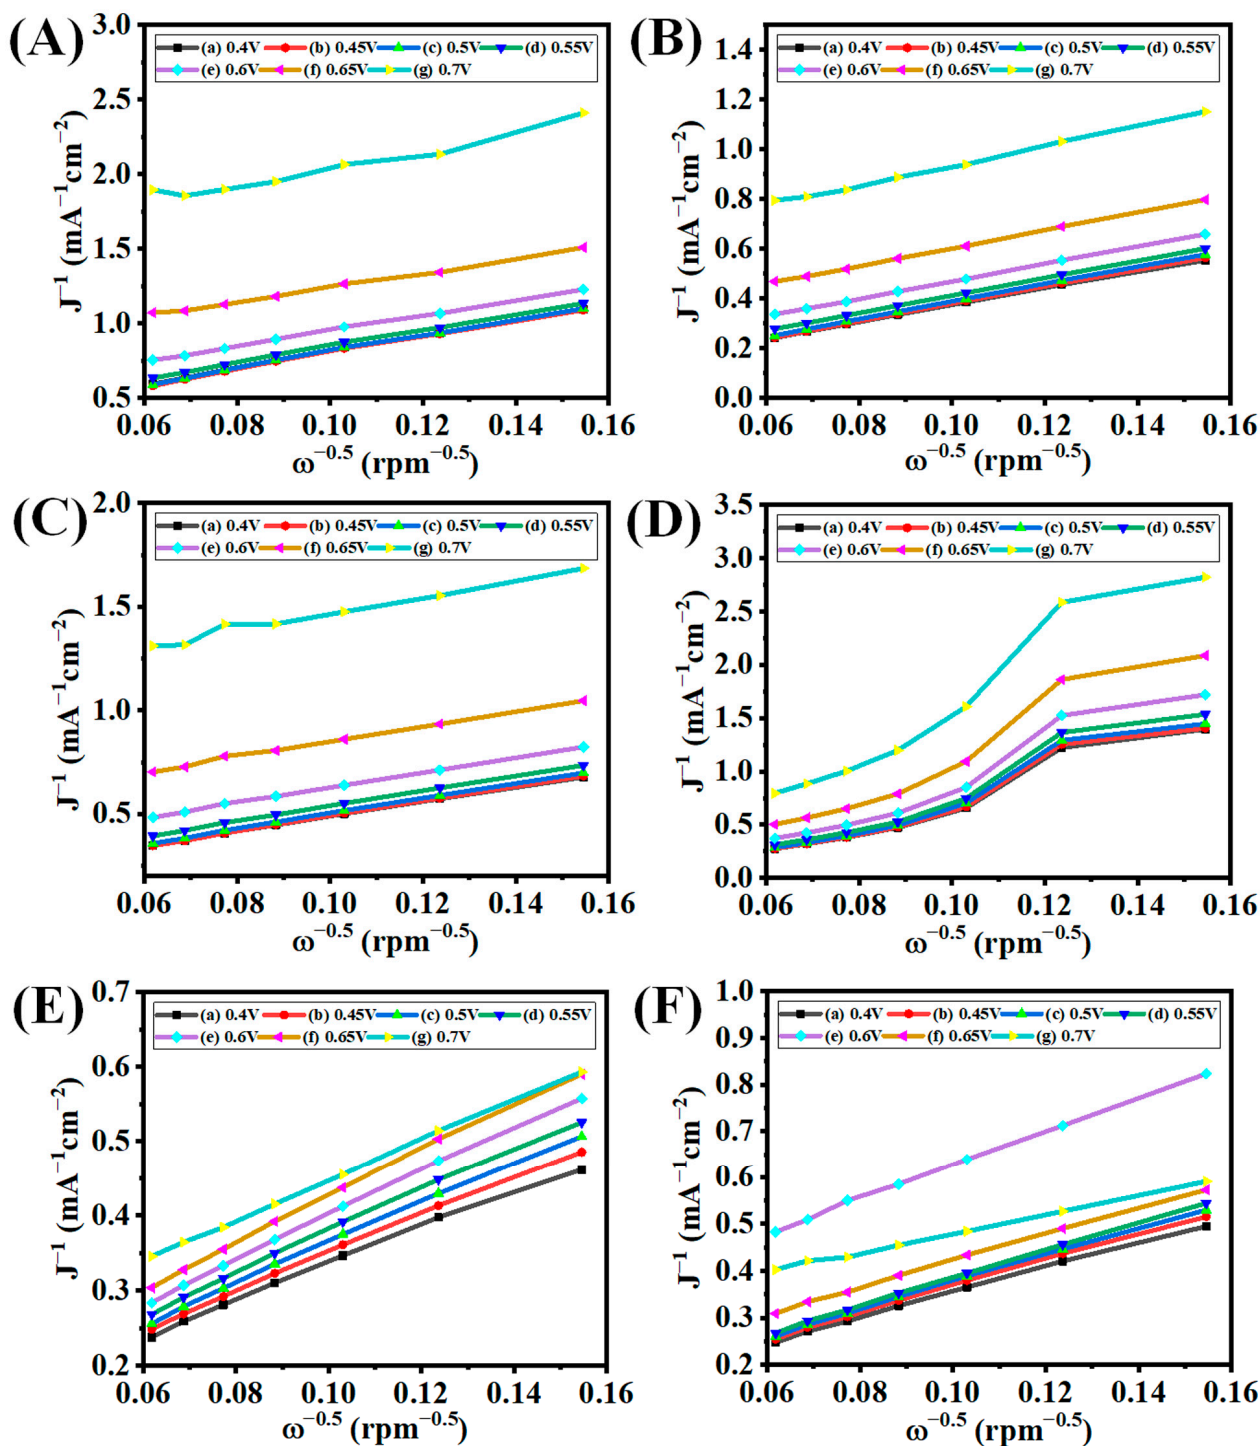 (A)
3.0
2.5
2.0
1.5
1.0
0.5
J⁻¹ (mA⁻¹cm⁻²)
(a) 0.4V (b) 0.45V (c) 0.5V (d) 0.55V
(e) 0.6V (f) 0.65V (g) 0.7V
0.06 0.08 0.10 0.12 0.14 0.16
ω⁻⁰·⁵ (rpm⁻⁰·⁵)
(B)
1.4
1.2
1.0
0.8
0.6
0.4
0.2
0.0
J⁻¹ (mA⁻¹cm⁻²)
(a) 0.4V (b) 0.45V (c) 0.5V (d) 0.55V
(e) 0.6V (f) 0.65V (g) 0.7V
0.06 0.08 0.10 0.12 0.14 0.16
ω⁻⁰·⁵ (rpm⁻⁰·⁵)
(C)
2.0
1.5
1.0
0.5
J⁻¹ (mA⁻¹cm⁻²)
(a) 0.4V (b) 0.45V (c) 0.5V (d) 0.55V
(e) 0.6V (f) 0.65V (g) 0.7V
0.06 0.08 0.10 0.12 0.14 0.16
ω⁻⁰·⁵ (rpm⁻⁰·⁵)
(D)
3.5
3.0
2.5
2.0
1.5
1.0
0.5
0.0
J⁻¹ (mA⁻¹cm⁻²)
(a) 0.4V (b) 0.45V (c) 0.5V (d) 0.55V
(e) 0.6V (f) 0.65V (g) 0.7V
0.06 0.08 0.10 0.12 0.14 0.16
ω⁻⁰·⁵ (rpm⁻⁰·⁵)
(E)
0.7
0.6
0.5
0.4
0.3
0.2
J⁻¹ (mA⁻¹cm⁻²)
(a) 0.4V (b) 0.45V (c) 0.5V (d) 0.55V
(e) 0.6V (f) 0.65V (g) 0.7V
0.06 0.08 0.10 0.12 0.14 0.16
ω⁻⁰·⁵ (rpm⁻⁰·⁵)
(F)
1.0
0.9
0.8
0.7
0.6
0.5
0.4
0.3
0.2
J⁻¹ (mA⁻¹cm⁻²)
(a) 0.4V (b) 0.45V (c) 0.5V (d) 0.55V
(e) 0.6V (f) 0.65V (g) 0.7V
0.06 0.08 0.10 0.12 0.14 0.16
ω⁻⁰·⁵ (rpm⁻⁰·⁵)